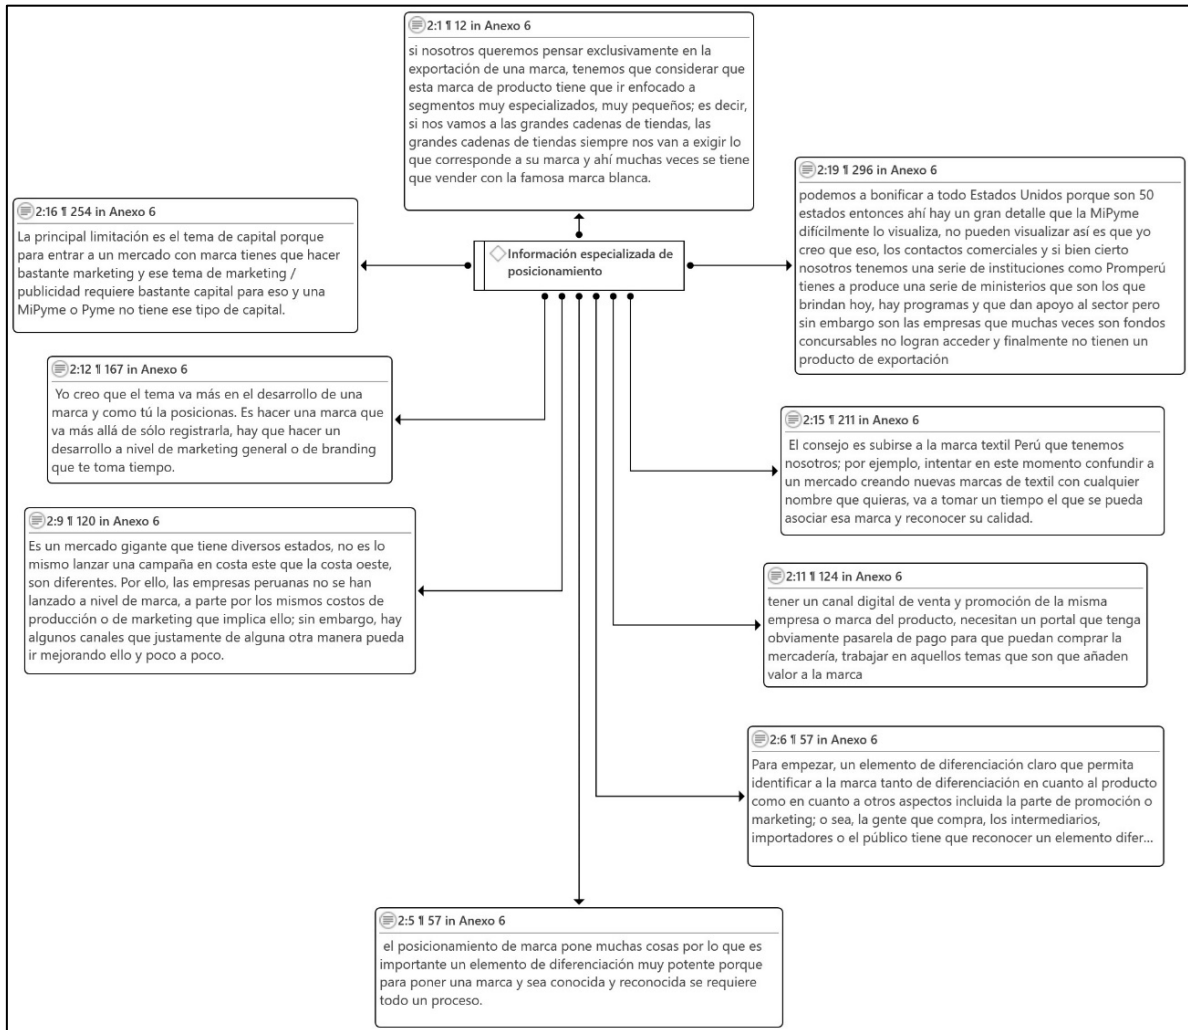 2:1 ¶ 12 in Anexo 6
si nosotros queremos pensar exclusivamente en la
exportación de una marca, tenemos que considerar que
esta marca de producto tiene que ir enfocado a
segmentos muy especializados, muy pequeños; es decir,
si nos vamos a las grandes cadenas de tiendas, las
grandes cadenas de tiendas siempre nos van a exigir lo
que corresponde a su marca y ahí muchas veces se tiene
que vender con la famosa marca blanca.
2:16 ¶ 254 in Anexo 6
La principal limitación es el tema de capital porque
para entrar a un mercado con marca tienes que hacer
bastante marketing y ese tema de marketing /
publicidad requiere bastante capital para eso y una
MiPyme o Pyme no tiene ese tipo de capital.
Información especializada de
posicionamiento
2:19 ¶ 296 in Anexo 6
podemos a bonificar a todo Estados Unidos porque son 50
estados entonces ahí hay un gran detalle que la MiPyme
difícilmente lo visualiza, no pueden visualizar así es que yo
creo que eso, los contactos comerciales y si bien cierto
nosotros tenemos una serie de instituciones como Promperú
tienes a produce una serie de ministerios que son los que
brindan hoy, hay programas y que dan apoyo al sector pero
sin embargo son las empresas que muchas veces son fondos
concursables no logran acceder y finalmente no tienen un
producto de exportación
2:12 ¶ 167 in Anexo 6
Yo creo que el tema va más en el desarrollo de una
marca y como tú la posicionas. Es hacer una marca que
va más allá de sólo registrarla, hay que hacer un
desarrollo a nivel de marketing general o de branding
que te toma tiempo.
2:15 ¶ 211 in Anexo 6
El consejo es subirse a la marca textil Perú que tenemos
nosotros; por ejemplo, intentar en este momento confundir a
un mercado creando nuevas marcas de textil con cualquier
nombre que quieras, va a tomar un tiempo el que se pueda
asociar esa marca y reconocer su calidad.
2:9 ¶ 120 in Anexo 6
Es un mercado gigante que tiene diversos estados, no es lo
mismo lanzar una campaña en costa este que la costa oeste,
son diferentes. Por ello, las empresas peruanas no se han
lanzado a nivel de marca, a parte por los mismos costos de
producción o de marketing que implica ello; sin embargo, hay
algunos canales que justamente de alguna otra manera pueda
ir mejorando ello y poco a poco.
2:11 ¶ 124 in Anexo 6
tener un canal digital de venta y promoción de la misma
empresa o marca del producto, necesitan un portal que tenga
obviamente pasarela de pago para que puedan comprar la
mercadería, trabajar en aquellos temas que son que añaden
valor a la marca
2:6 ¶ 57 in Anexo 6
Para empezar, un elemento de diferenciación claro que permita
identificar a la marca tanto de diferenciación en cuanto al producto
como en cuanto a otros aspectos incluida la parte de promoción o
marketing; o sea, la gente que compra, los intermediarios,
importadores o el público tiene que reconocer un elemento difer...
2:5 ¶ 57 in Anexo 6
el posicionamiento de marca pone muchas cosas por lo que es
importante un elemento de diferenciación muy potente porque
para poner una marca y sea conocida y reconocida se requiere
todo un proceso.